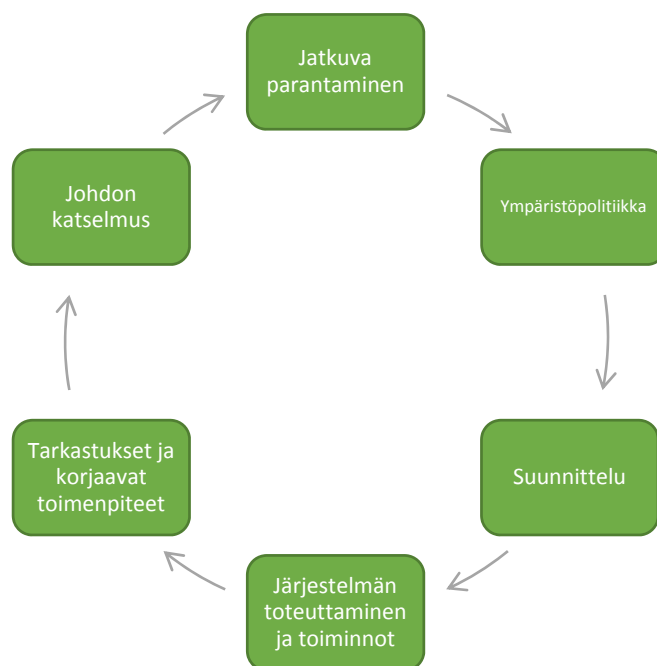 Jatkuva
parantaminen
Ympäristöpolitiikka
Suunnittelu
Järjestelmän
toteuttaminen
ja toiminnot
Tarkastukset ja
korjaavat
toimenpiteet
Johdon
katselmus